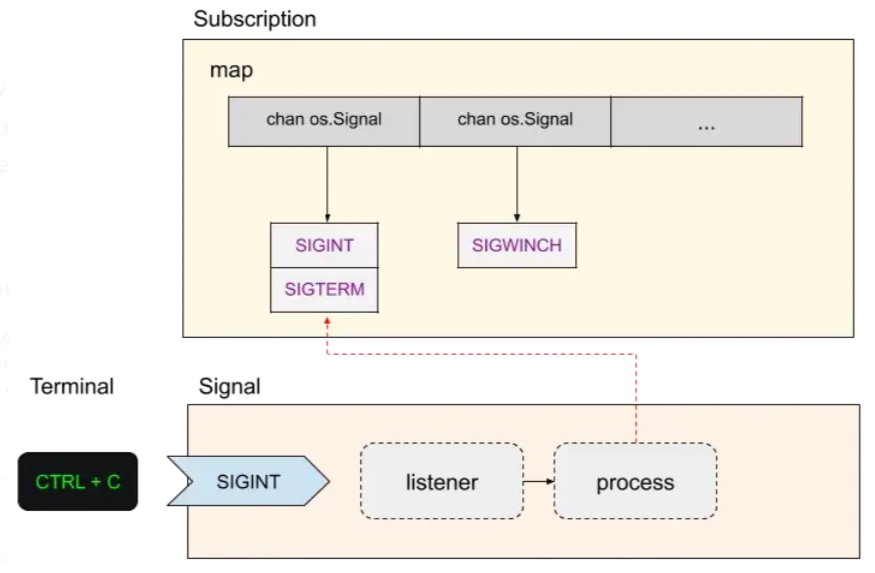 Subscription
map
chan os.Signal
chan os.Signal
...
SIGINT
SIGWINCH
SIGTERM
Terminal
Signal
CTRL + C
SIGINT
listener
process